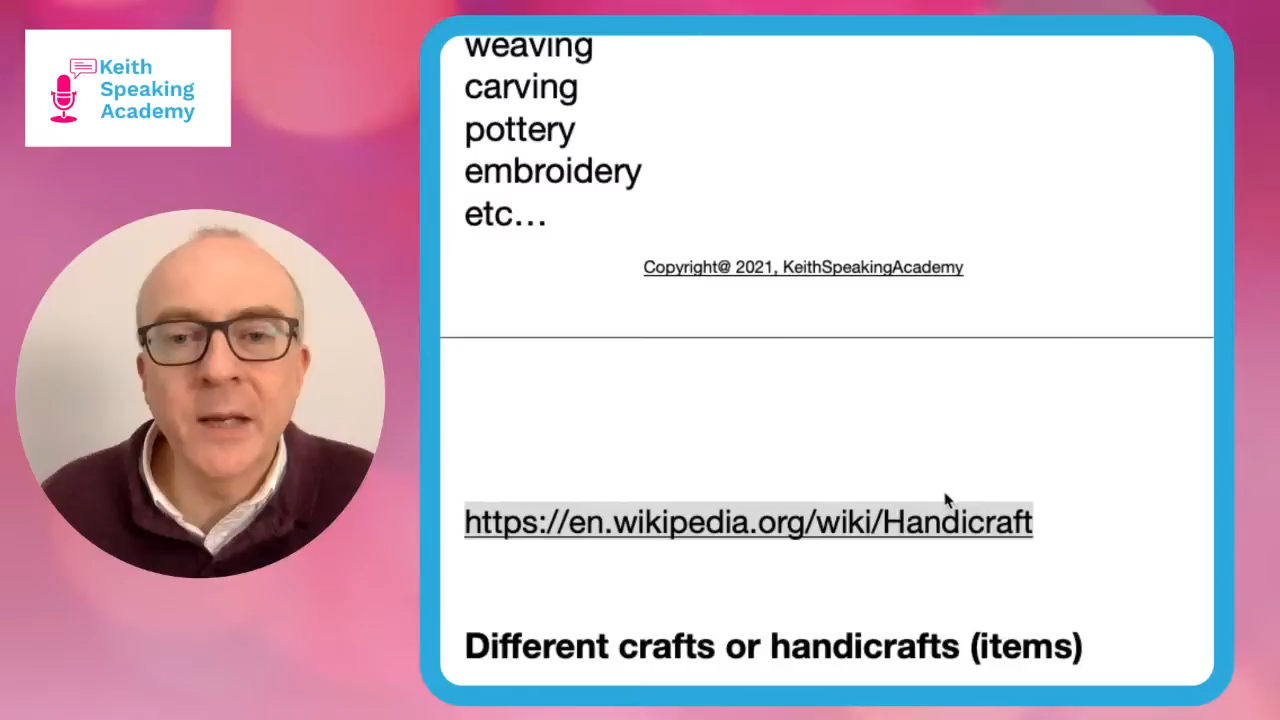 Keith
Speaking
Academy
weaving
carving
pottery
embroidery
etc…
Copyright@ 2021, KeithSpeakingAcademy
https://en.wikipedia.org/wiki/Handicraft
Different crafts or handicrafts (items)